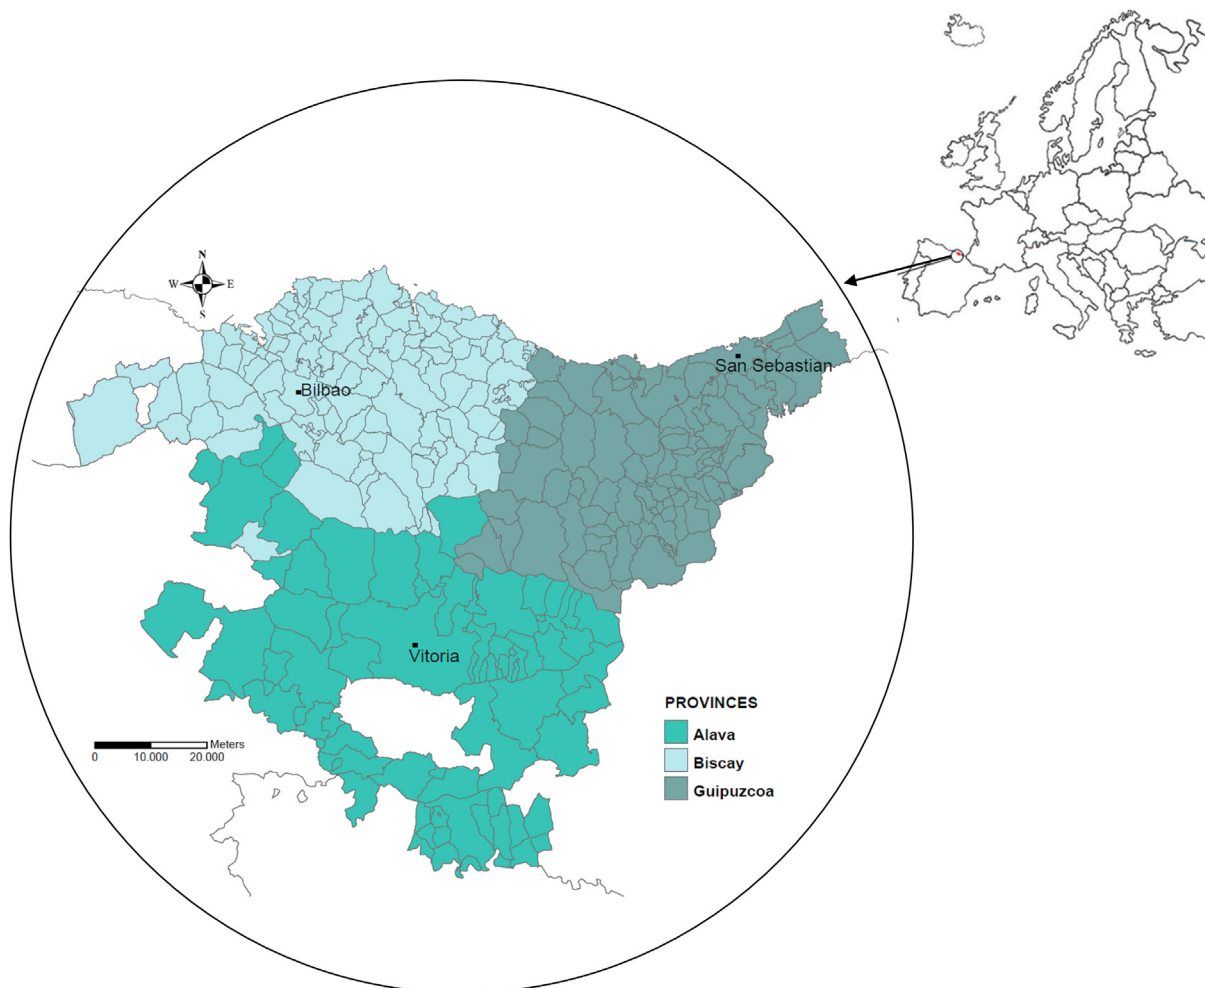 N
W E
S
San Sebastian
Bilbao
Vitoria
PROVINCES
Alava
Biscay
Guipuzcoa
Meters
0 10.000 20.000